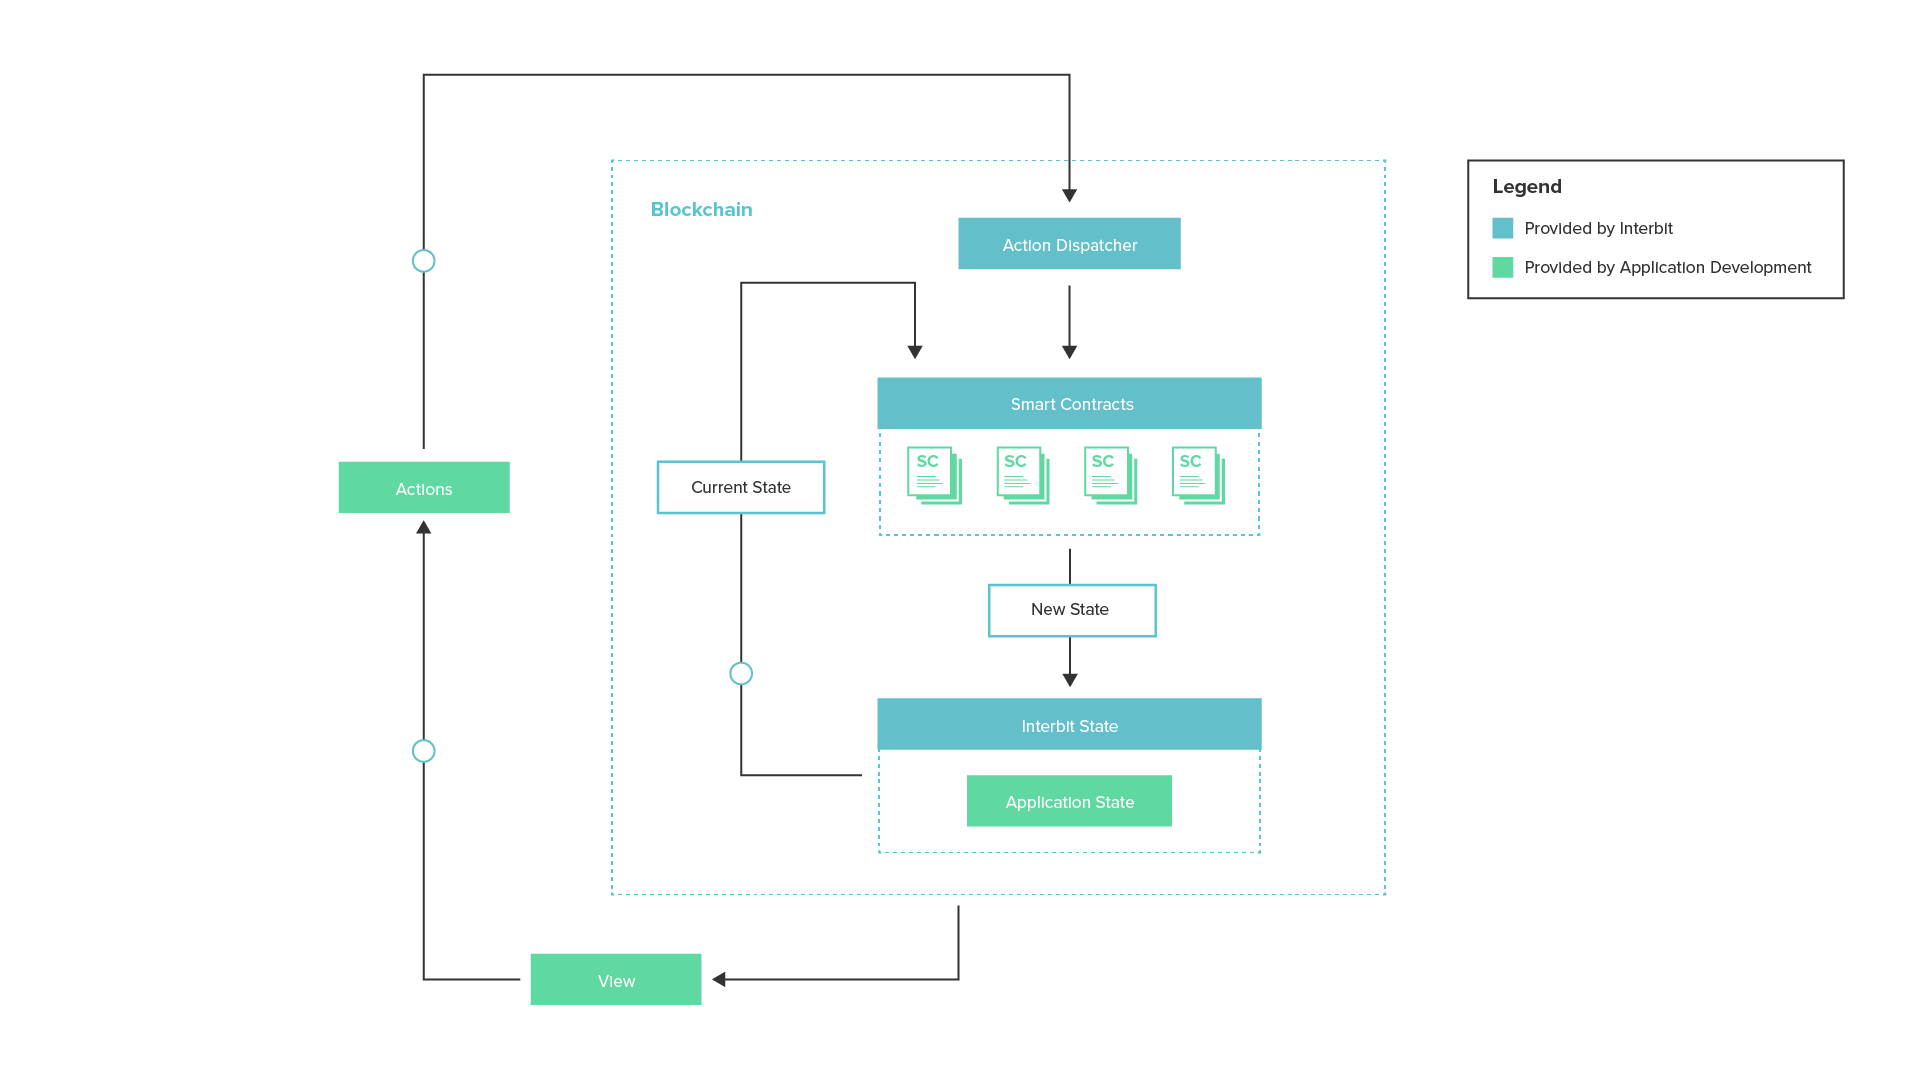 Legend
Blockchain
Provided by Interbit
Action Dispatcher
Provided by Application Development
Smart Contracts
SC
SC
SC
SC
Current State
Actions
New State
Interbit State
Application State
View